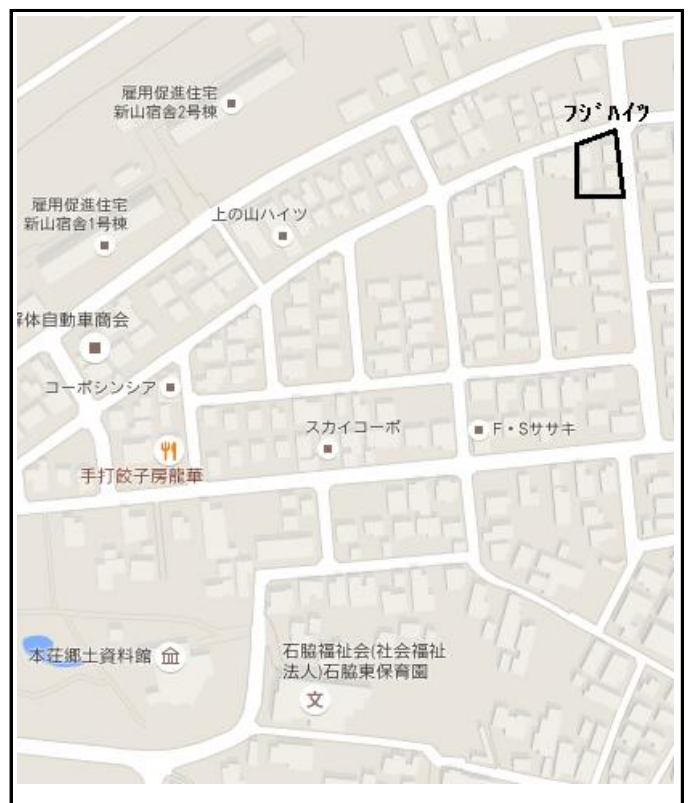 雇用促進住宅
新山宿舎2号棟
フジハイツ
雇用促進住宅
新山宿舎1号棟
上の山ハイツ
解体自動車商会
コーポシンシア
スカイコーポ
F・Sササキ
手打餃子房龍華
本荘郷土資料館
石脇福祉会(社会福祉
法人)石脇東保育園
文